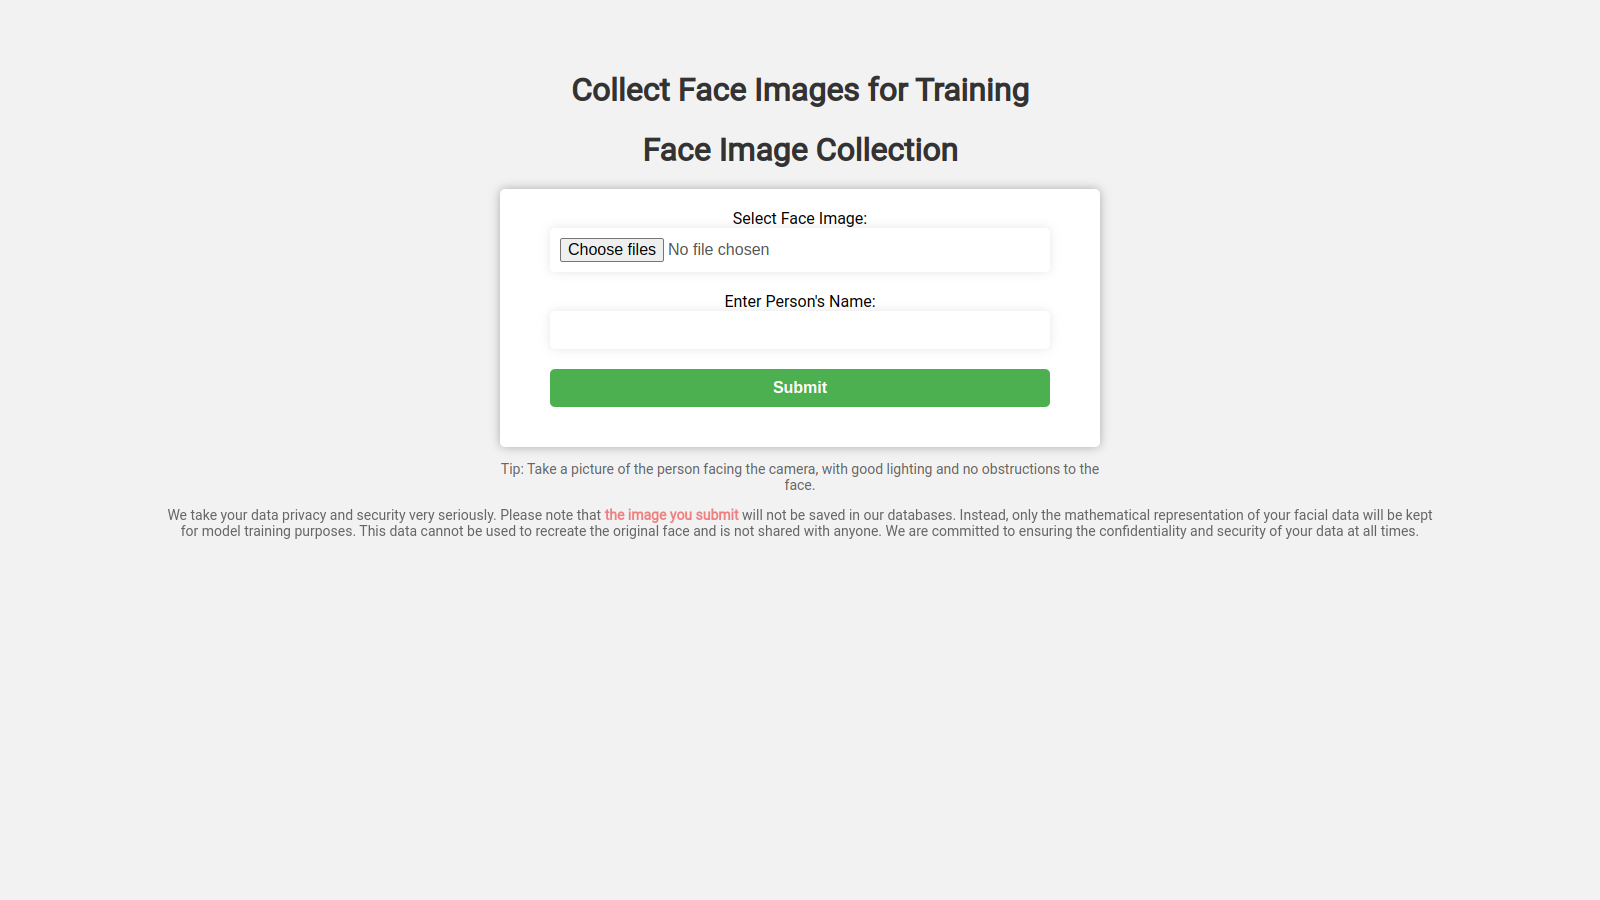 Collect Face Images for Training
Face Image Collection
Select Face Image:
Choose files No file chosen
Enter Person's Name:
Submit
Tip: Take a picture of the person facing the camera, with good lighting and no obstructions to the
face.
We take your data privacy and security very seriously. Please note that the image you submit will not be saved in our databases. Instead, only the mathematical representation of your facial data will be kept
for model training purposes. This data cannot be used to recreate the original face and is not shared with anyone. We are committed to ensuring the confidentiality and security of your data at all times.